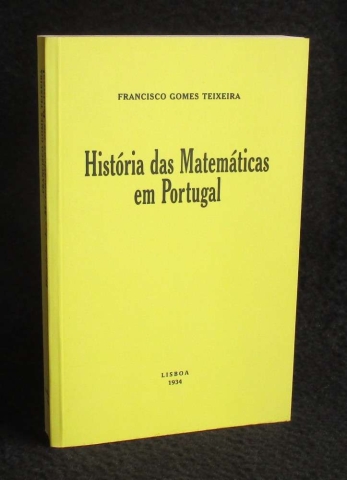 FRANCISCO GOMES TEIXEIRA
História das Matemáticas
em Portugal
LISBOA
1934